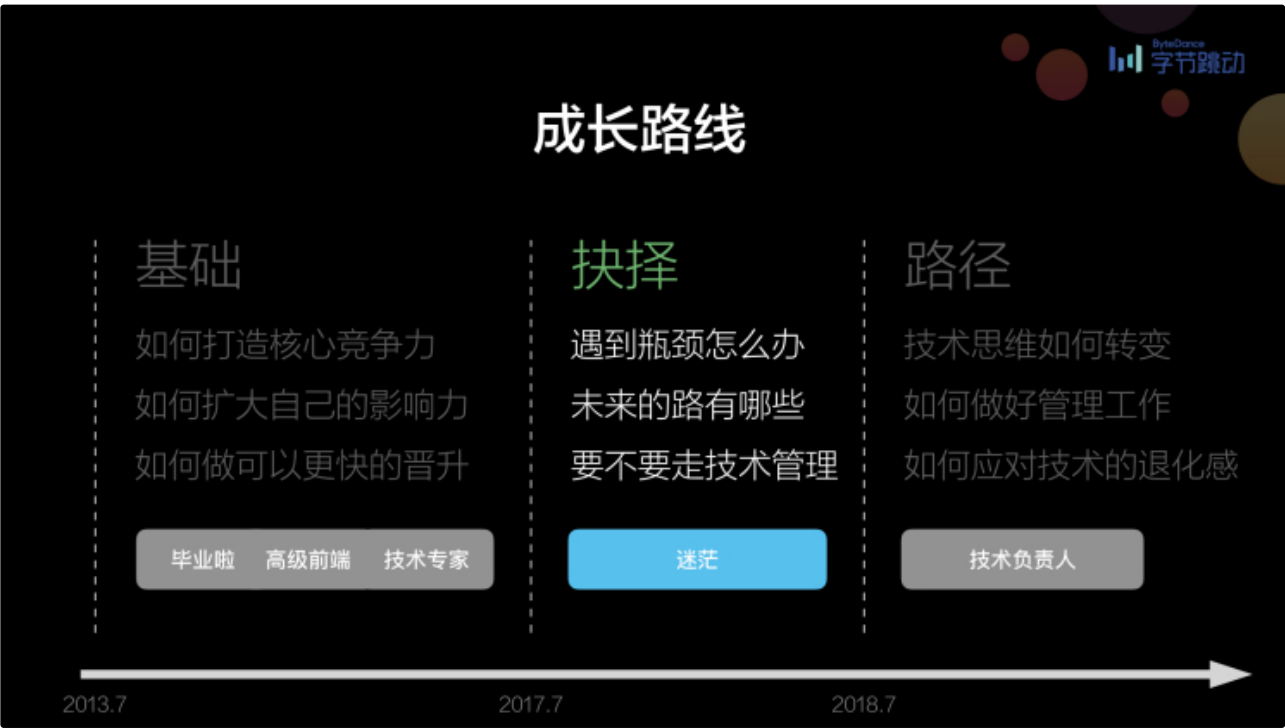 ByteDance
字节跳动
成长路线
基础
如何打造核心竞争力
如何扩大自己的影响力
如何做可以更快的晋升
毕业啦 高级前端 技术专家
抉择
遇到瓶颈怎么办
未来的路有哪些
要不要走技术管理
迷茫
路径
技术思维如何转变
如何做好管理工作
如何应对技术的退化感
技术负责人
2013.7
2017.7
2018.7